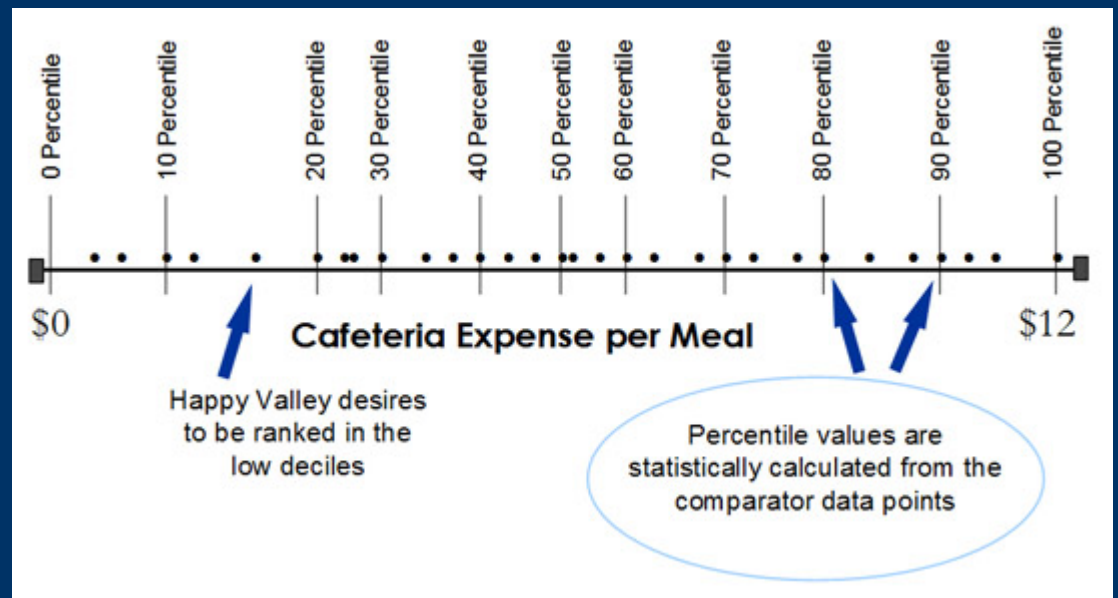 0 Percentile
10 Percentile
20 Percentile
30 Percentile
40 Percentile
50 Percentile
60 Percentile
70 Percentile
80 Percentile
90 Percentile
100 Percentile
$0
$12
Cafeteria Expense per Meal
Happy Valley desires
to be ranked in the
low deciles
Percentile values are
statistically calculated from the
comparator data points